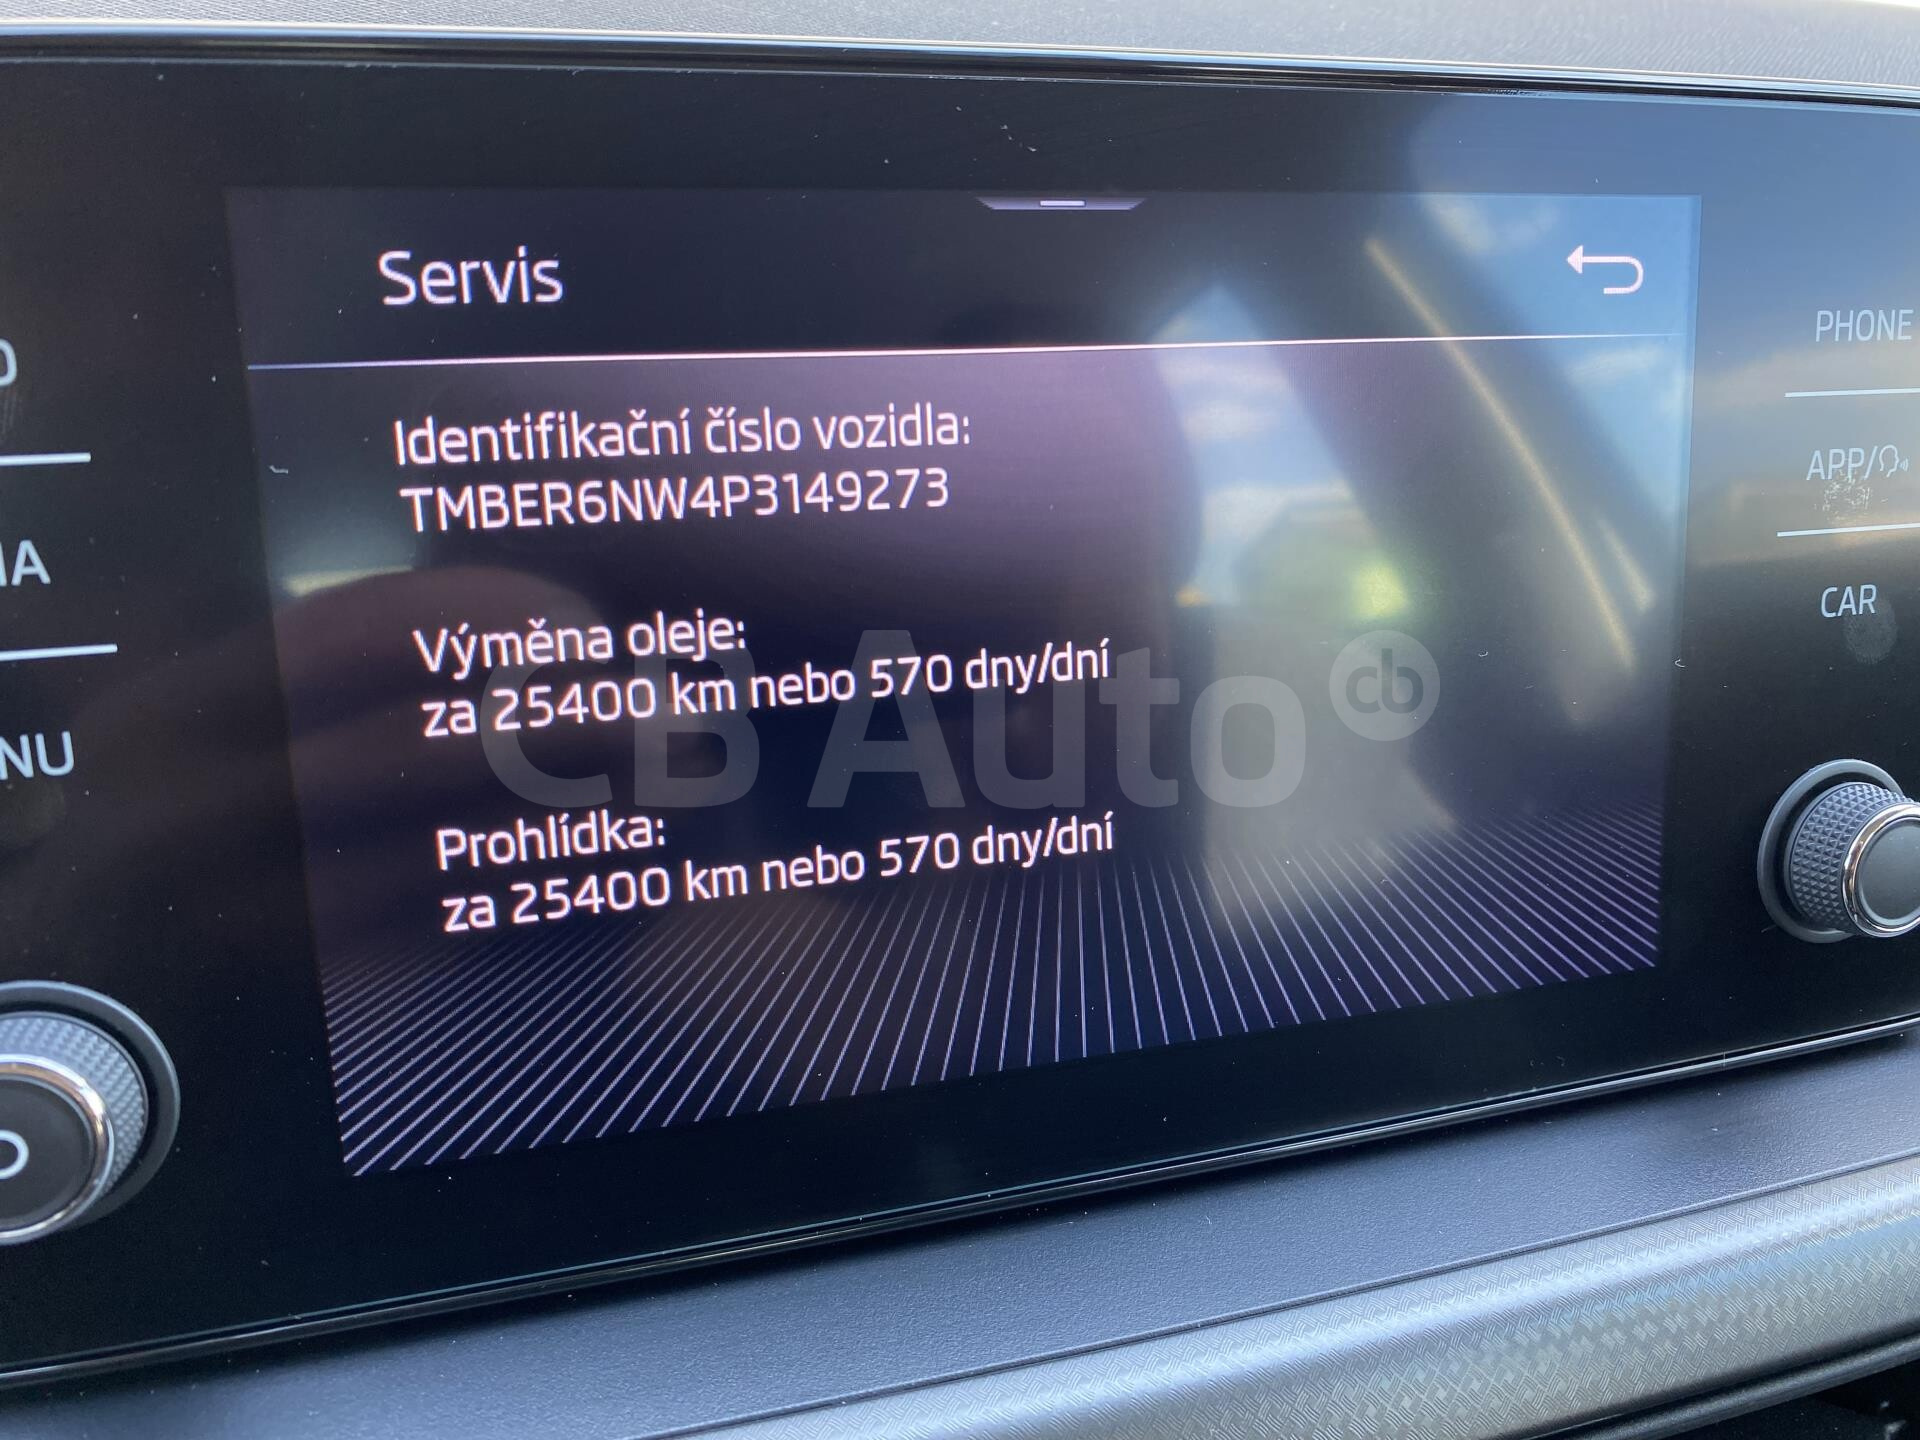 Servis
PHONE
Identifikační číslo vozidla:
TMBER6NW4P3149273
APP/
CAR
Výměna oleje:
za 25400 km nebo 570 dny/dní
CB Auto cb
Prohlídka:
za 25400 km nebo 570 dny/dní